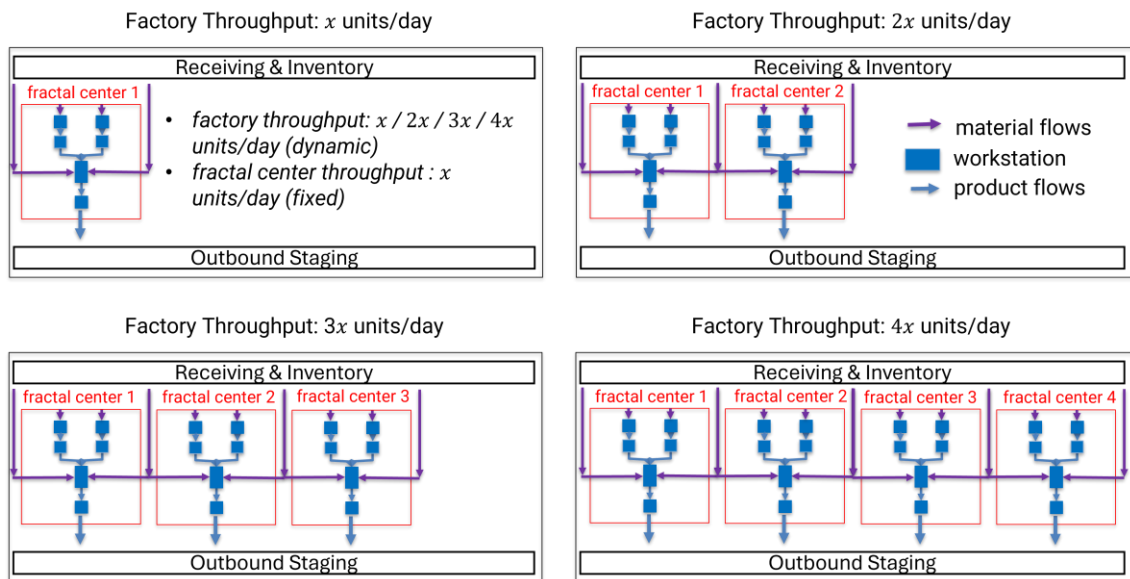 Factory Throughput: x units/day
Receiving & Inventory
fractal center 1
• factory throughput: x / 2x / 3x / 4x
units/day (dynamic)
• fractal center throughput : x
units/day (fixed)
Outbound Staging
Factory Throughput: 2x units/day
Receiving & Inventory
fractal center 1
fractal center 2
material flows
workstation
product flows
Outbound Staging
Factory Throughput: 3x units/day
Receiving & Inventory
fractal center 1
fractal center 2
fractal center 3
Outbound Staging
Factory Throughput: 4x units/day
Receiving & Inventory
fractal center 1
fractal center 2
fractal center 3
fractal center 4
Outbound Staging